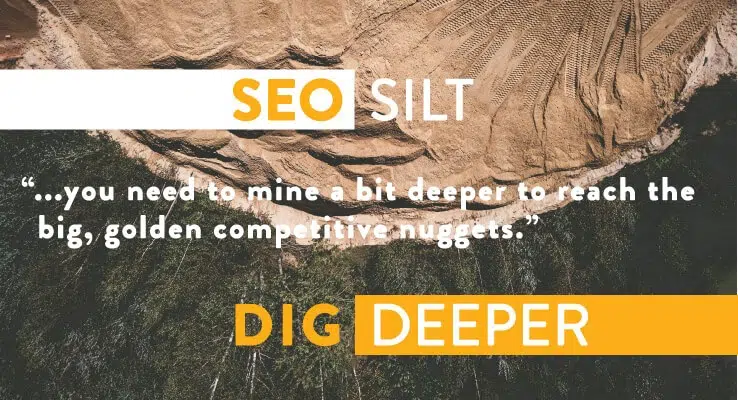 SEO SILT
“...you need to mine a bit deeper to reach the
big, golden competitive nuggets.”
DIG DEEPER